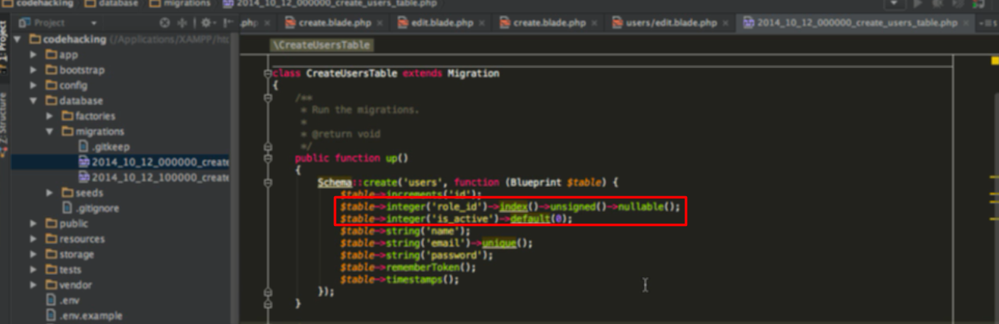 codehacking database migrations 2014_10_12_000000_create_users_table.php
Project
.php create.blade.php edit.blade.php create.blade.php users/edit.blade.php 2014_10_12_000000_create_users_table.php
1: Project
Z: Structure
codehacking (/Applications/XAMPP/htd
app
bootstrap
config
database
factories
migrations
.gitkeep
2014_10_12_000000_create
2014_10_12_100000_create
seeds
.gitignore
public
resources
storage
tests
vendor
.env
.env.example
\CreateUsersTable
class CreateUsersTable extends Migration
{
/**
* Run the migrations.
*
* @return void
*/
public function up()
{
Schema::create('users', function (Blueprint $table) {
$table->increments('id');
$table->integer('role_id')->index()->unsigned()->nullable();
$table->integer('is_active')->default(0);
$table->string('name');
$table->string('email')->unique();
$table->string('password');
$table->rememberToken();
$table->timestamps();
});
}